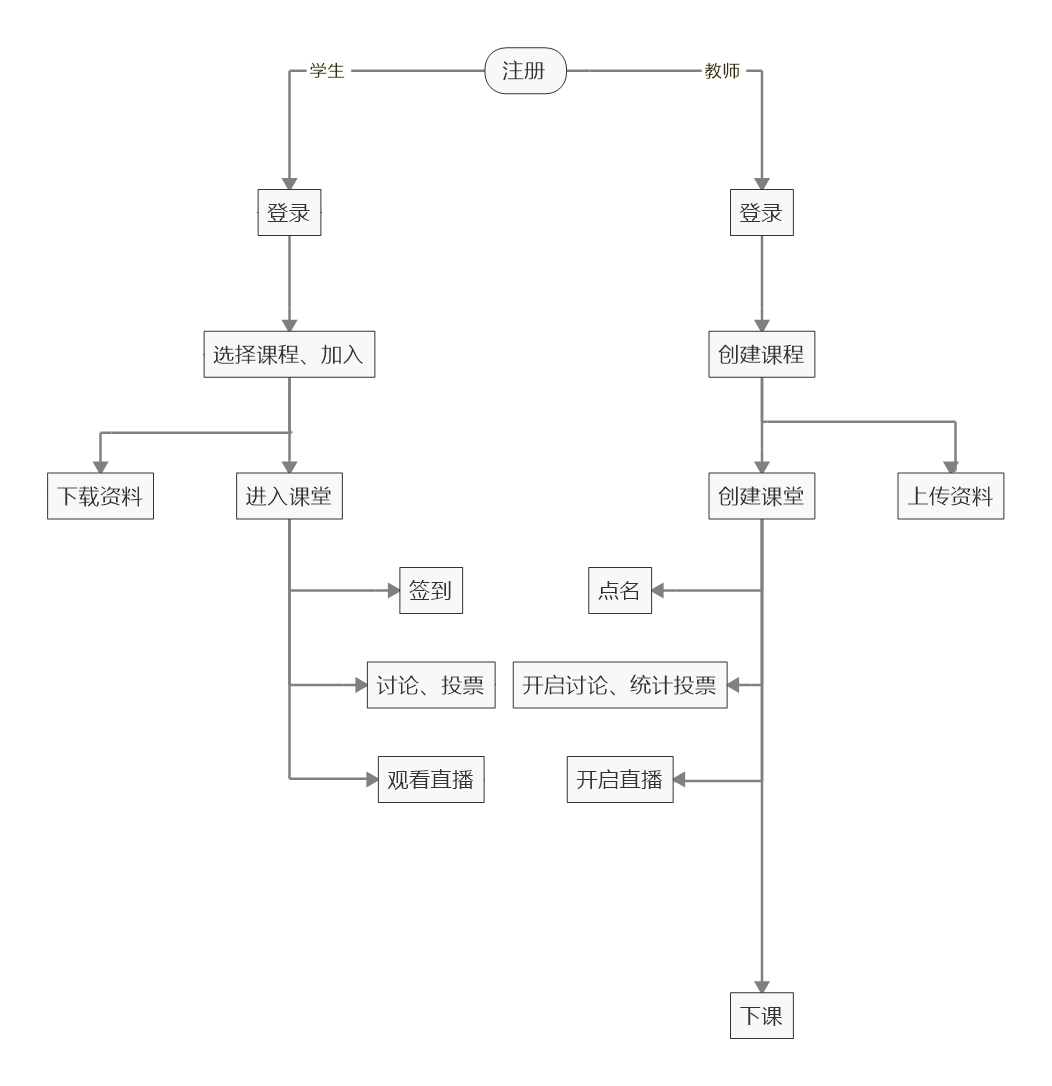 学生
注册
教师
登录
登录
选择课程、加入
创建课程
下载资料
进入课堂
创建课堂
上传资料
签到
点名
讨论、投票
开启讨论、统计投票
观看直播
开启直播
下课